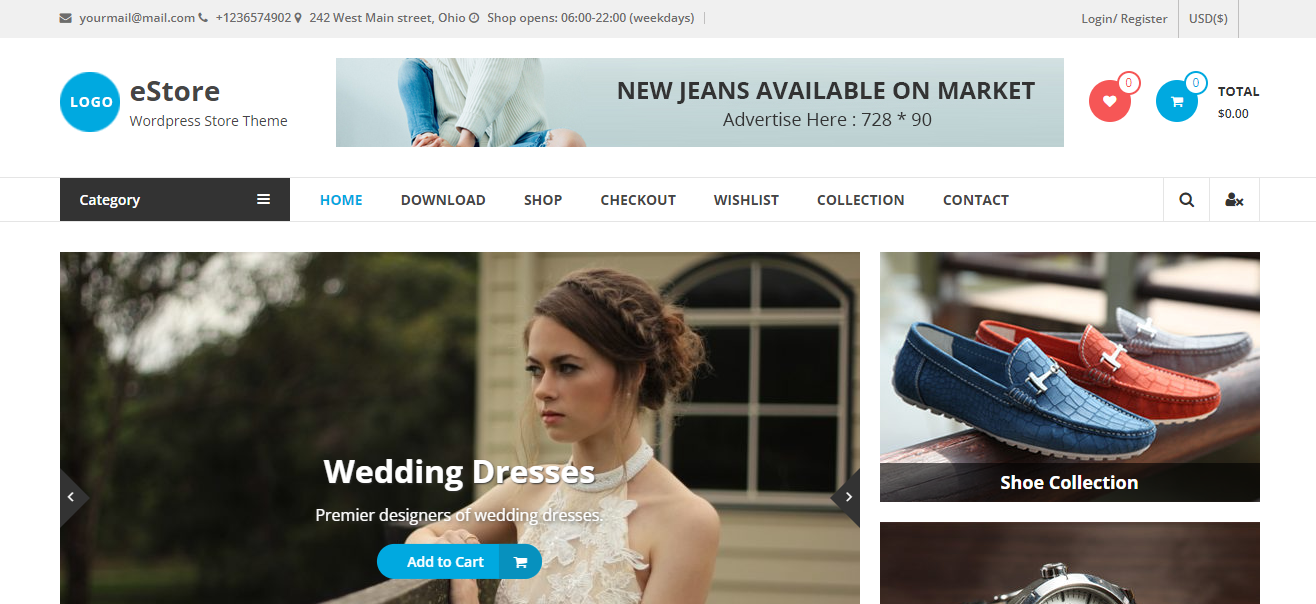 yourmail@mail.com +1236574902 242 West Main street, Ohio Shop opens: 06:00-22:00 (weekdays)
Login/ Register USD($)
LOGO
eStore
Wordpress Store Theme
NEW JEANS AVAILABLE ON MARKET
Advertise Here : 728 * 90
0
0
TOTAL
$0.00
Category
HOME DOWNLOAD SHOP CHECKOUT WISHLIST COLLECTION CONTACT
Wedding Dresses
Premier designers of wedding dresses.
Add to Cart
Shoe Collection